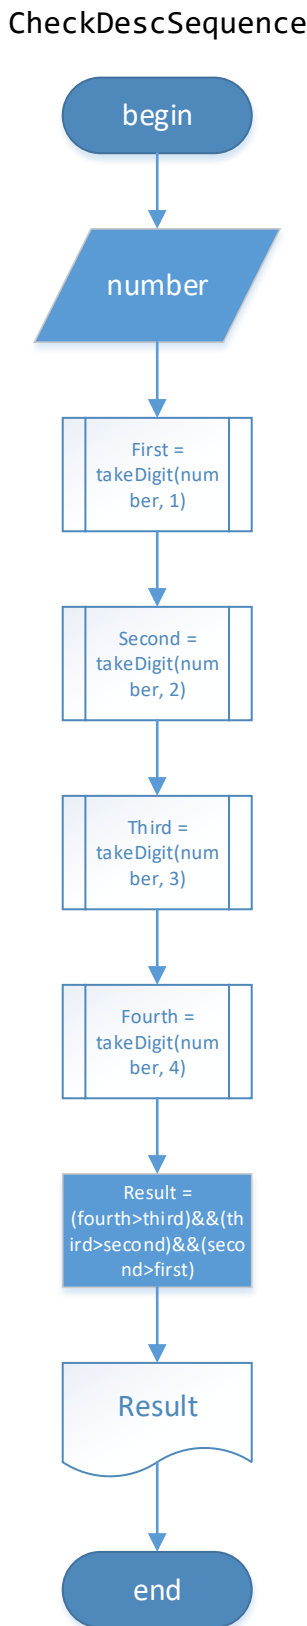 CheckDescSequence
begin
number
First =
takeDigit(num
ber, 1)
Second =
takeDigit(num
ber, 2)
Third =
takeDigit(num
ber, 3)
Fourth =
takeDigit(num
ber, 4)
Result =
(fourth>third)&&(th
ird>second)&&(seco
nd>first)
Result
end